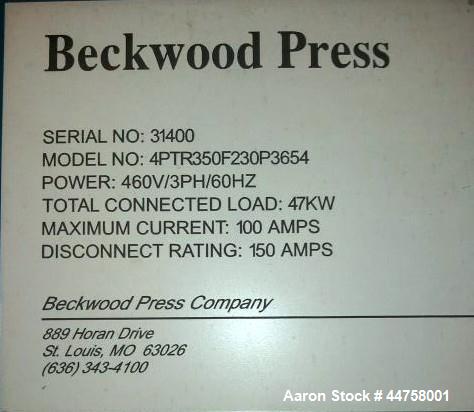 Beckwood Press
SERIAL NO: 31400
MODEL NO: 4PTR350F230P3654
POWER: 460V/3PH/60HZ
TOTAL CONNECTED LOAD: 47KW
MAXIMUM CURRENT: 100 AMPS
DISCONNECT RATING: 150 AMPS
Beckwood Press Company
889 Horan Drive
St. Louis, MO 63026
(636) 343-4100
Aaron Stock # 44758001